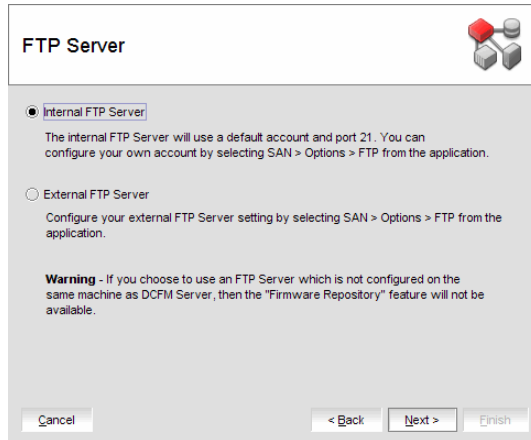 FTP Server
Internal FTP Server
The internal FTP Server will use a default account and port 21. You can
configure your own account by selecting SAN > Options > FTP from the application.
External FTP Server
Configure your external FTP Server setting by selecting SAN > Options > FTP from the
application.
Warning - If you choose to use an FTP Server which is not configured on the
same machine as DCFM Server, then the "Firmware Repository" feature will not be
available.
Cancel
< Back
Next >
Finish